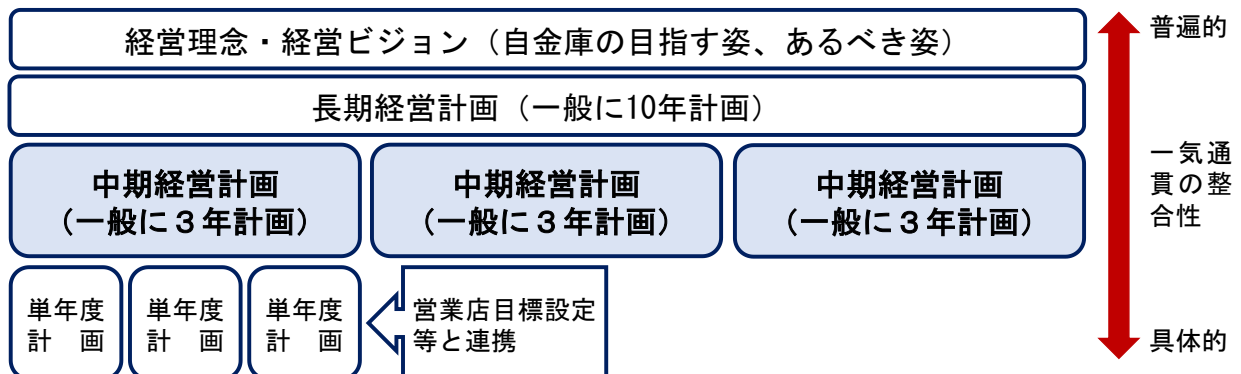 経営理念・経営ビジョン（自金庫の目指す姿、あるべき姿）
普遍的
長期経営計画（一般に10年計画）
中期経営計画
（一般に３年計画）
中期経営計画
（一般に３年計画）
中期経営計画
（一般に３年計画）
一気通
貫の整
合性
単年度
計　画
単年度
計　画
単年度
計　画
営業店目標設定
等と連携
具体的